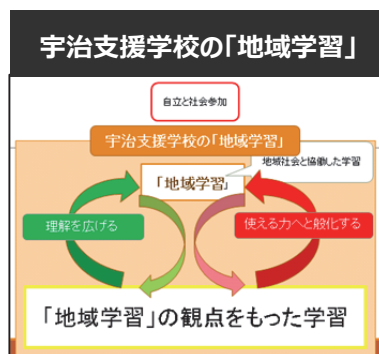 宇治支援学校の「地域学習」
自立と社会参加
宇治支援学校の「地域学習」
地域社会と協働した学習
「地域学習」
理解を広げる
使える力へと般化する
「地域学習」の観点をもった学習